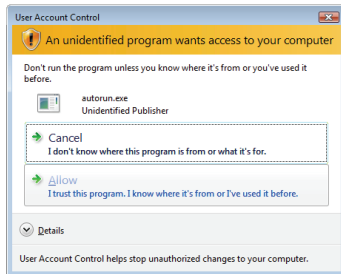 User Account Control
An unidentified program wants access to your computer
Don't run the program unless you know where it's from or you've used it
before.
autorun.exe
Unidentified Publisher
Cancel
I don't know where this program is from or what it's for.
Allow
I trust this program. I know where it's from or I've used it before.
Details
User Account Control helps stop unauthorized changes to your computer.